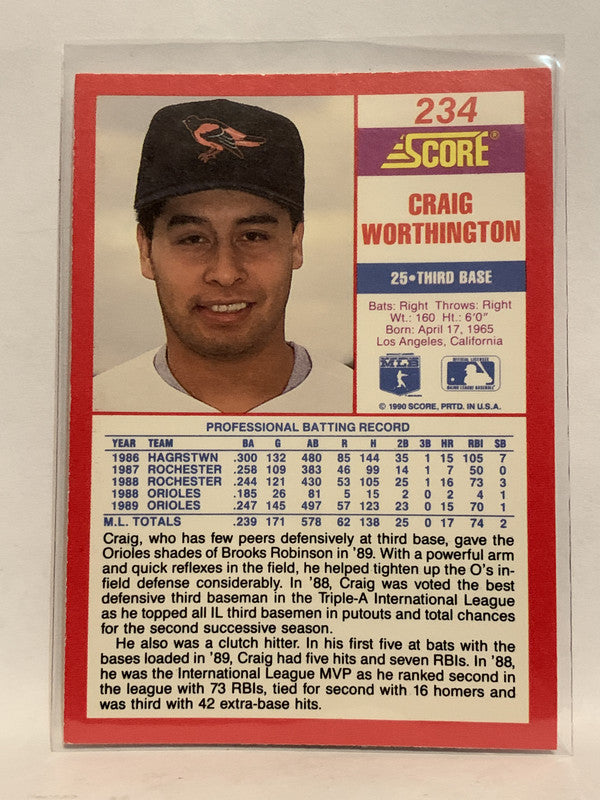 234
SCORE®
CRAIG
WORTHINGTON
25•THIRD BASE
Bats: Right Throws: Right
Wt.: 160 Ht.: 6'0"
Born: April 17, 1965
Los Angeles, California
MLB
OFFICIAL LICENSEE
MAJOR LEAGUE BASEBALL
© 1990 SCORE, PRTD. IN U.S.A.
PROFESSIONAL BATTING RECORD
YEAR TEAM BA G AB R H 2B 3B HR RBI SB
1986 HAGRSTWN .300 132 480 85 144 35 1 15 105 7
1987 ROCHESTER .258 109 383 46 99 14 1 7 50 0
1988 ROCHESTER .244 121 430 53 105 25 1 16 73 3
1988 ORIOLES .185 26 81 5 15 2 0 2 4 1
1989 ORIOLES .247 145 497 57 123 23 0 15 70 1
M.L. TOTALS .239 171 578 62 138 25 0 17 74 2
Craig, who has few peers defensively at third base, gave the
Orioles shades of Brooks Robinson in '89. With a powerful arm
and quick reflexes in the field, he helped tighten up the O's in-
field defense considerably. In '88, Craig was voted the best
defensive third baseman in the Triple-A International League
as he topped all IL third basemen in putouts and total chances
for the second successive season.
He also was a clutch hitter. In his first five at bats with the
bases loaded in '89, Craig had five hits and seven RBIs. In '88,
he was the International League MVP as he ranked second in
the league with 73 RBIs, tied for second with 16 homers and
was third with 42 extra-base hits.